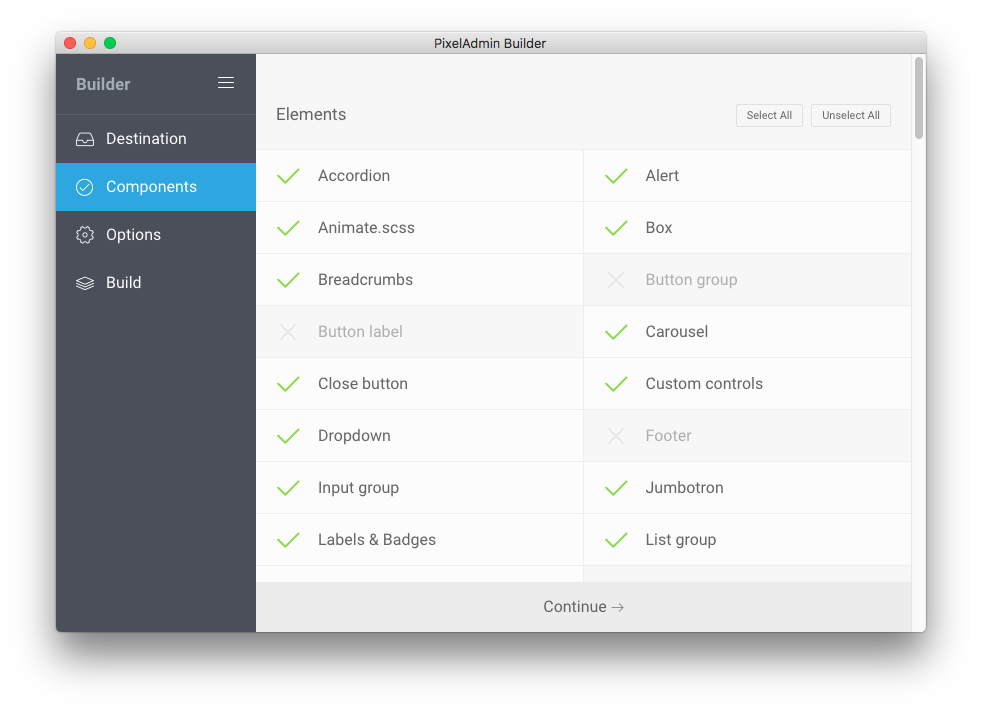 PixelAdmin Builder
Builder
Destination
Components
Options
Build
Elements
Select All
Unselect All
Accordion
Alert
Animate.scss
Box
Breadcrumbs
Button group
Button label
Carousel
Close button
Custom controls
Dropdown
Footer
Input group
Jumbotron
Labels & Badges
List group
Continue →